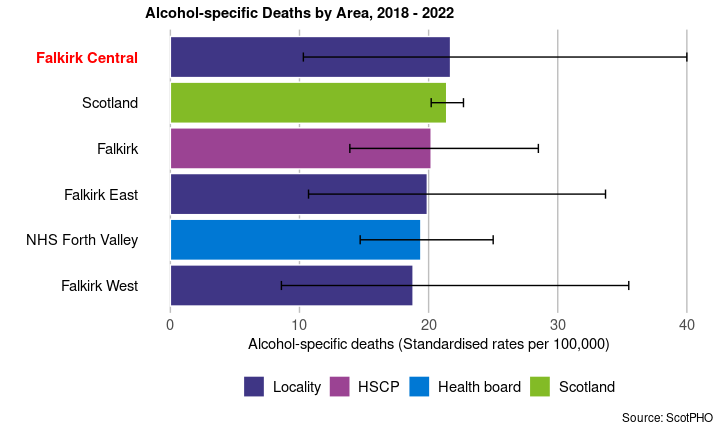 Alcohol-specific Deaths by Area, 2018 - 2022
Falkirk Central
Scotland
Falkirk
Falkirk East
NHS Forth Valley
Falkirk West
0 10 20 30 40
Alcohol-specific deaths (Standardised rates per 100,000)
Locality HSCP Health board Scotland
Source: ScotPHO